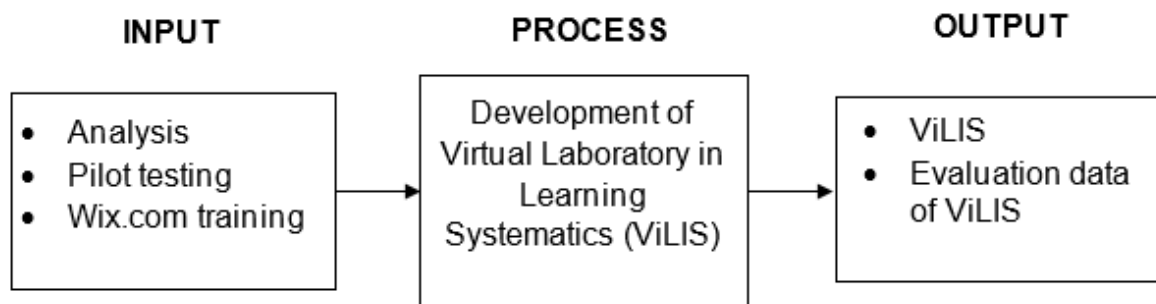 INPUT
PROCESS
OUTPUT
• Analysis
• Pilot testing
• Wix.com training
Development of
Virtual Laboratory in
Learning
Systematics (ViLIS)
• ViLIS
• Evaluation data
of ViLIS